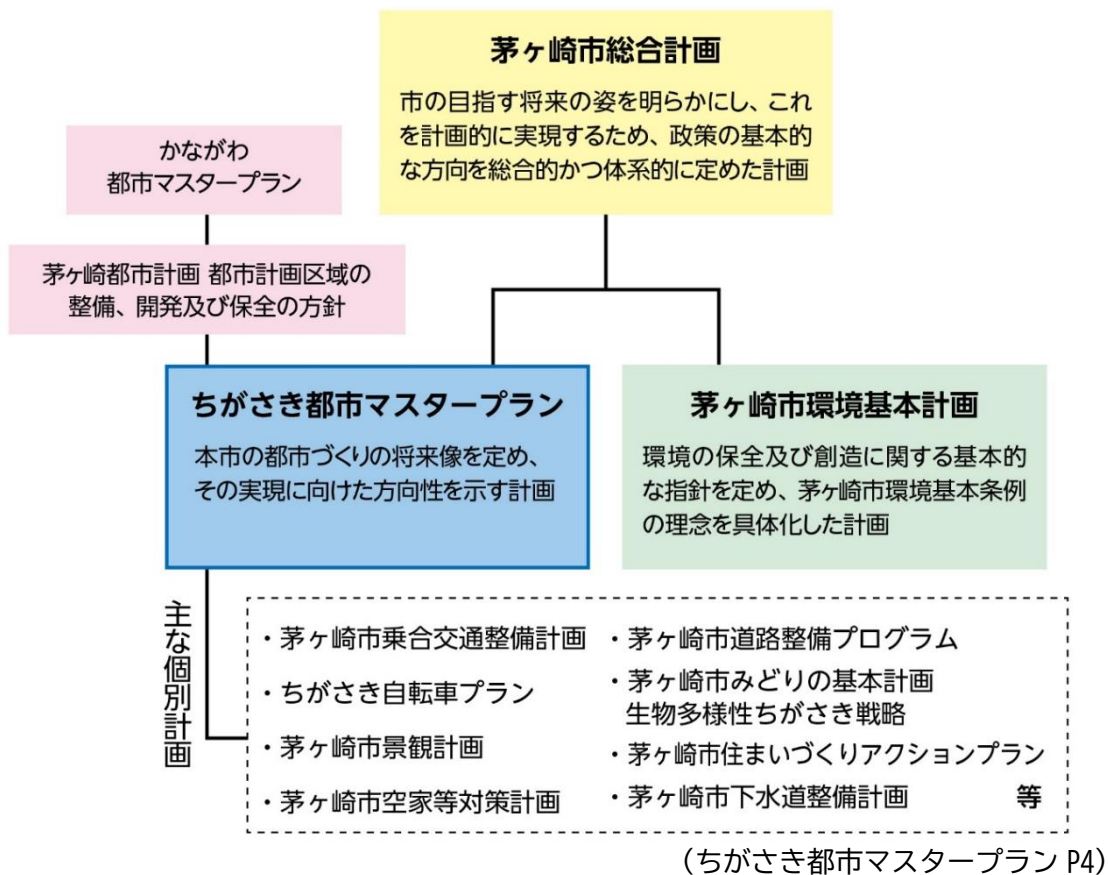 茅ヶ崎市総合計画
市の目指す将来の姿を明らかにし、これ
を計画的に実現するため、政策の基本的
な方向を総合的かつ体系的に定めた計画
かながわ
都市マスタープラン
茅ヶ崎都市計画 都市計画区域の
整備、開発及び保全の方針
ちがさき都市マスタープラン
本市の都市づくりの将来像を定め、
その実現に向けた方向性を示す計画
茅ヶ崎市環境基本計画
環境の保全及び創造に関する基本的
な指針を定め、茅ヶ崎市環境基本条例
の理念を具体化した計画
主な個別計画
・茅ヶ崎市乗合交通整備計画
・ちがさき自転車プラン
・茅ヶ崎市景観計画
・茅ヶ崎市空家等対策計画
・茅ヶ崎市道路整備プログラム
・茅ヶ崎市みどりの基本計画
生物多様性ちがさき戦略
・茅ヶ崎市住まいづくりアクションプラン
・茅ヶ崎市下水道整備計画 等
（ちがさき都市マスタープラン P4）